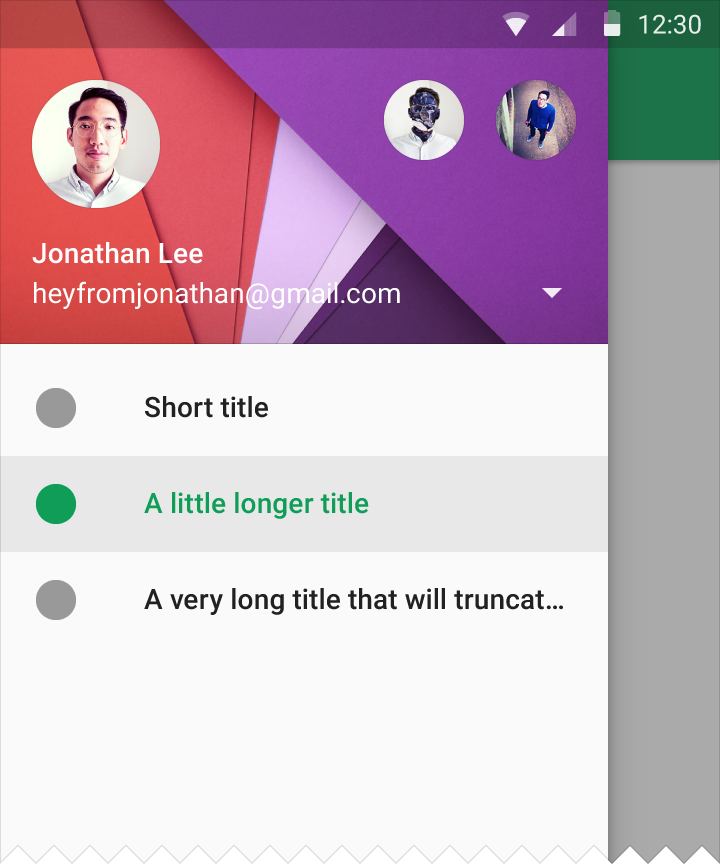 12:30
Jonathan Lee
heyfromjonathan@gmail.com
Short title
A little longer title
A very long title that will truncat…